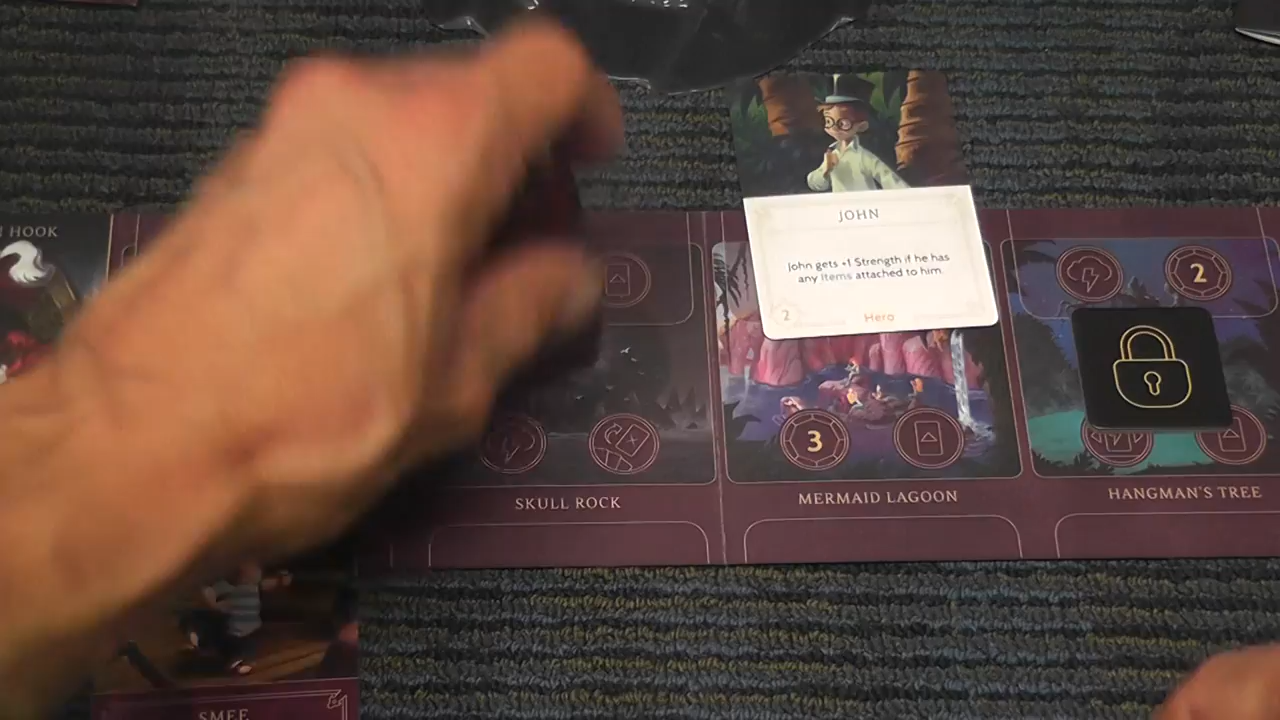 HOOK
JOHN
John gets +1 Strength if he has
any Items attached to him.
2
Hero
2
3
SKULL ROCK
MERMAID LAGOON
HANGMAN'S TREE
SMEE